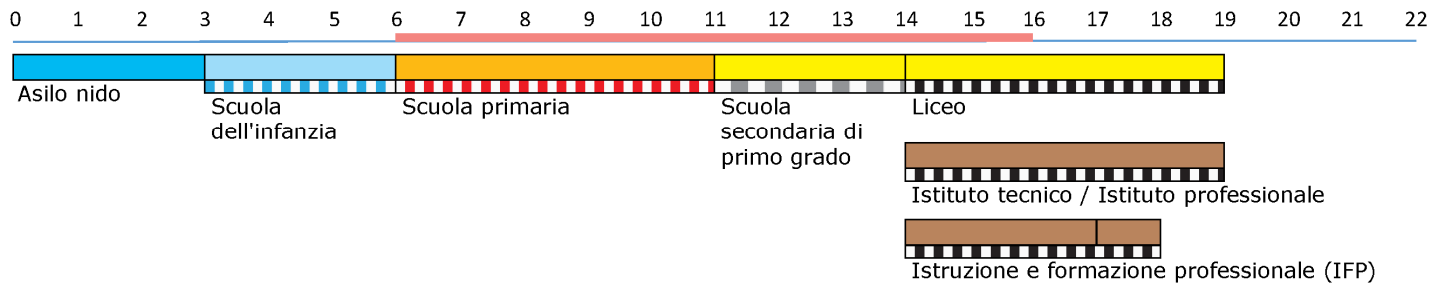 0 1 2 3 4 5 6 7 8 9 10 11 12 13 14 15 16 17 18 19 20 21 22
Asilo nido
Scuola
dell'infanzia
Scuola primaria
Scuola
secondaria di
primo grado
Liceo
Istituto tecnico / Istituto professionale
Istruzione e formazione professionale (IFP)